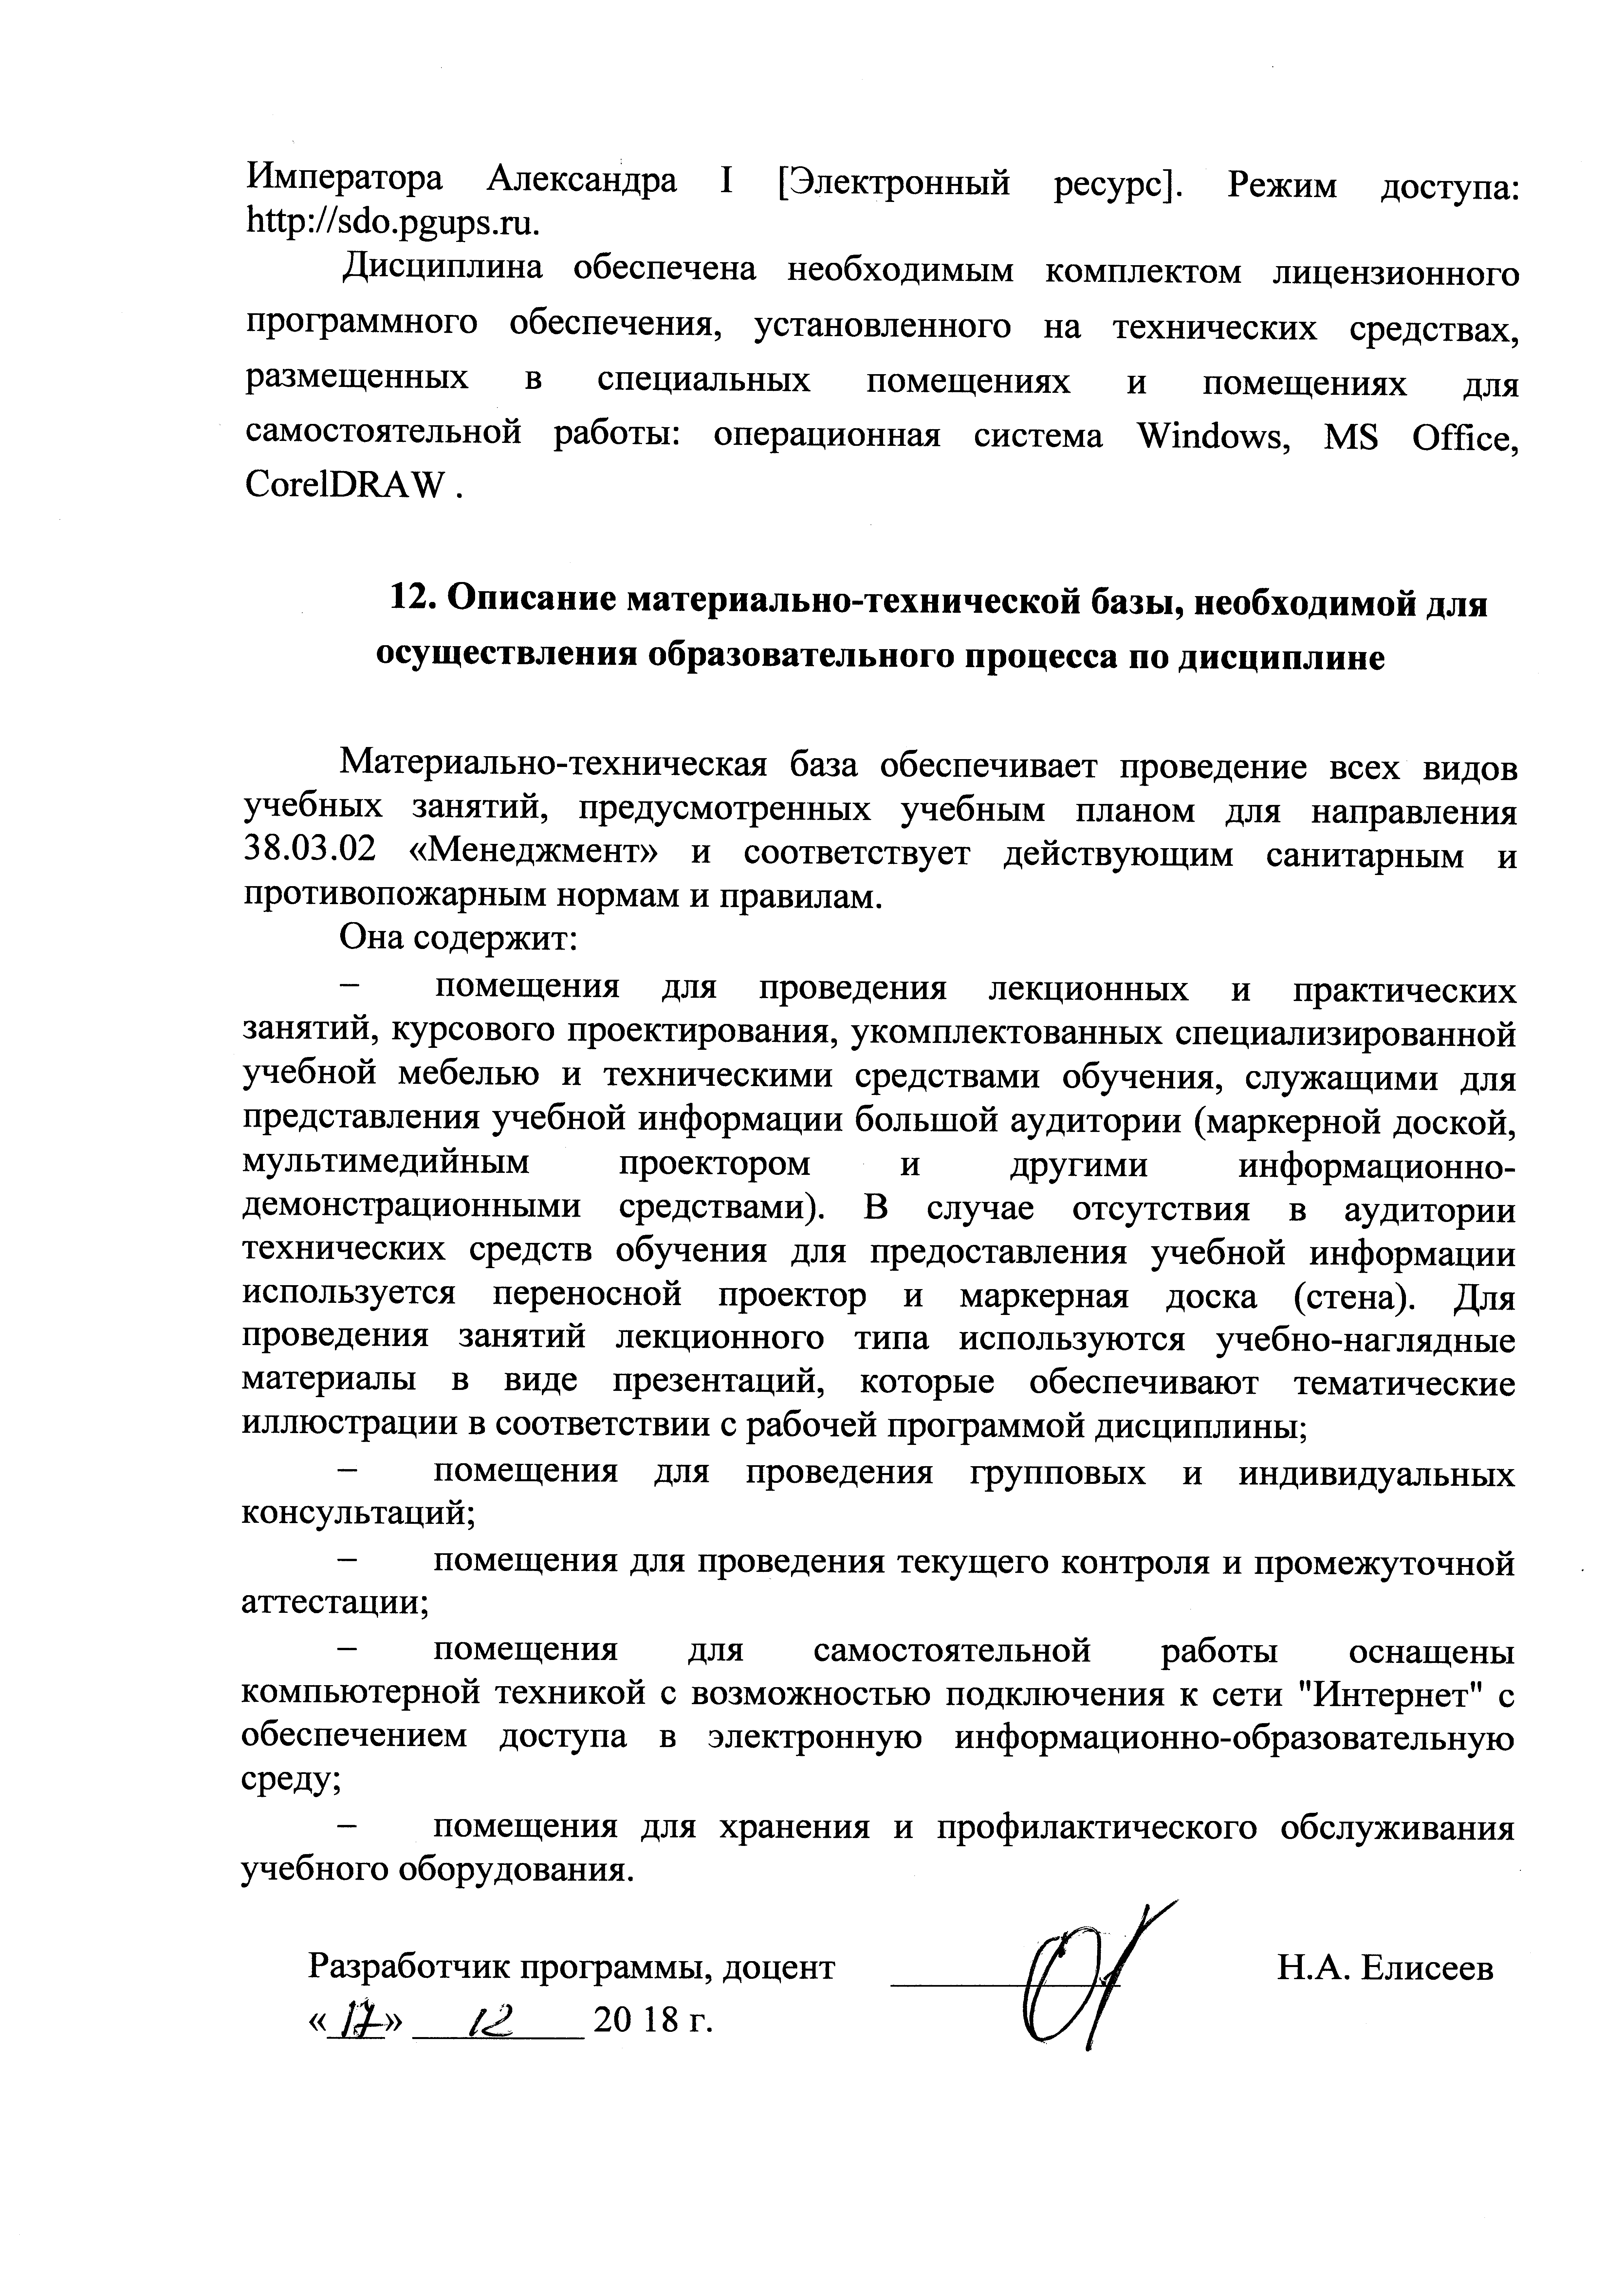 Императора Александра I [Электронный ресурс]. Режим доступа:
http://sdo.pgups.ru.
Дисциплина обеспечена необходимым комплектом лицензионного
программного обеспечения, установленного на технических средствах,
размещенных в специальных помещениях и помещениях для
самостоятельной работы: операционная система Windows, MS Office,
CorelDRAW .
12. Описание материально-технической базы, необходимой для
осуществления образовательного процесса по дисциплине
Материально-техническая база обеспечивает проведение всех видов
учебных занятий, предусмотренных учебным планом для направления
38.03.02 «Менеджмент» и соответствует действующим санитарным и
противопожарным нормам и правилам.
Она содержит:
– помещения для проведения лекционных и практических
занятий, курсового проектирования, укомплектованных специализированной
учебной мебелью и техническими средствами обучения, служащими для
представления учебной информации большой аудитории (маркерной доской,
мультимедийным проектором и другими информационно-
демонстрационными средствами). В случае отсутствия в аудитории
технических средств обучения для предоставления учебной информации
используется переносной проектор и маркерная доска (стена). Для
проведения занятий лекционного типа используются учебно-наглядные
материалы в виде презентаций, которые обеспечивают тематические
иллюстрации в соответствии с рабочей программой дисциплины;
– помещения для проведения групповых и индивидуальных
консультаций;
– помещения для проведения текущего контроля и промежуточной
аттестации;
– помещения для самостоятельной работы оснащены
компьютерной техникой с возможностью подключения к сети "Интернет" с
обеспечением доступа в электронную информационно-образовательную
среду;
– помещения для хранения и профилактического обслуживания
учебного оборудования.
Разработчик программы, доцент Н.А. Елисеев
«17» 12 20 18 г.